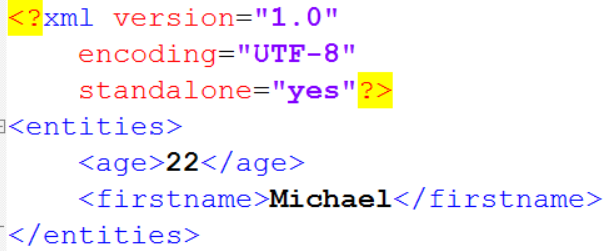 <?xml version="1.0"
encoding="UTF-8"
standalone="yes"?>
<entities>
<age>22</age>
<firstname>Michael</firstname>
</entities>